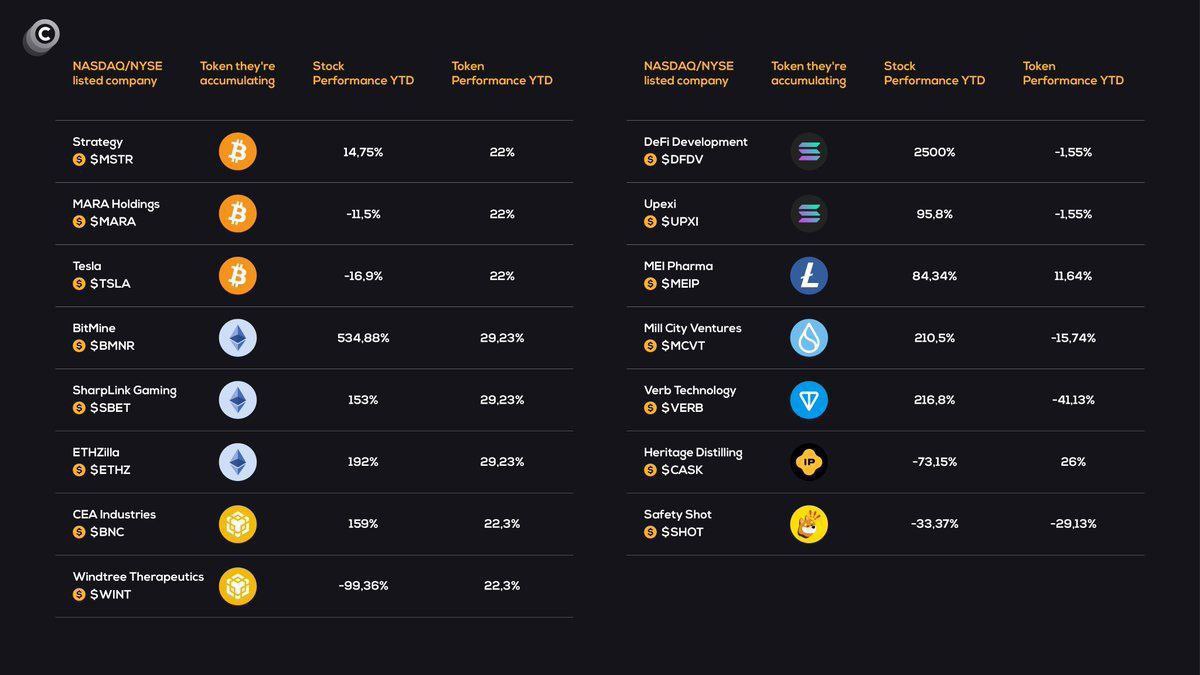 C
NASDAQ/NYSE listed company Token they're accumulating Stock Performance YTD Token Performance YTD
Strategy
$ $MSTR 14,75% 22%
MARA Holdings
$ $MARA -11,5% 22%
Tesla
$ $TSLA -16,9% 22%
BitMine
$ $BMNR 534,88% 29,23%
SharpLink Gaming
$ $SBET 153% 29,23%
ETHZilla
$ $ETHZ 192% 29,23%
CEA Industries
$ $BNC 159% 22,3%
Windtree Therapeutics
$ $WINT -99,36% 22,3%
NASDAQ/NYSE listed company Token they're accumulating Stock Performance YTD Token Performance YTD
DeFi Development
$ $DFDV 2500% -1,55%
Upexi
$ $UPXI 95,8% -1,55%
MEI Pharma
$ $MEIP 84,34% 11,64%
Mill City Ventures
$ $MCVT 210,5% -15,74%
Verb Technology
$ $VERB 216,8% -41,13%
Heritage Distilling
$ $CASK IP -73,15% 26%
Safety Shot
$ $SHOT -33,37% -29,13%